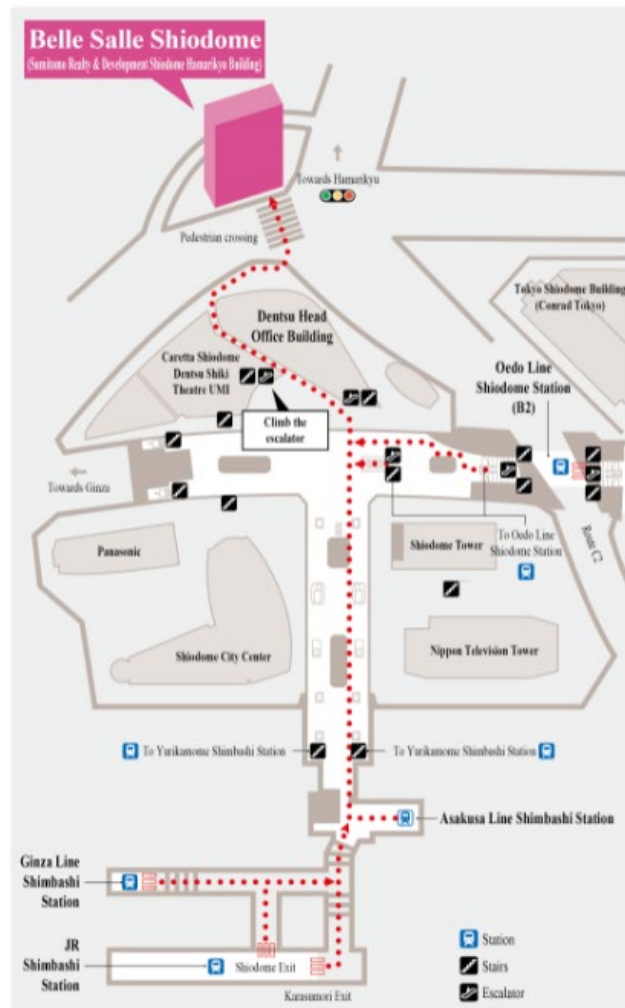 Belle Salle Shiodome
(Sumitomo Realty & Development Shiodome Hamarikyu Building)
Towards Hamarikyu
Pedestrian crossing
Tokyo Shiodome Building
(Conrad Tokyo)
Dentsu Head
Office Building
Caretta Shiodome
Dentsu Shiki
Theatre UMI
Oedo Line
Shiodome Station
(B2)
Climb the
escalator
Towards Ginza
To Oedo Line
Shiodome Station
Route C2
Panasonic
Shiodome Tower
Shiodome City Center
Nippon Television Tower
To Yurikamome Shimbashi Station
To Yurikamome Shimbashi Station
Asakusa Line Shimbashi Station
Ginza Line
Shimbashi
Station
JR
Shimbashi
Station
Shiodome Exit
Karasumori Exit
Station
Stairs
Escalator